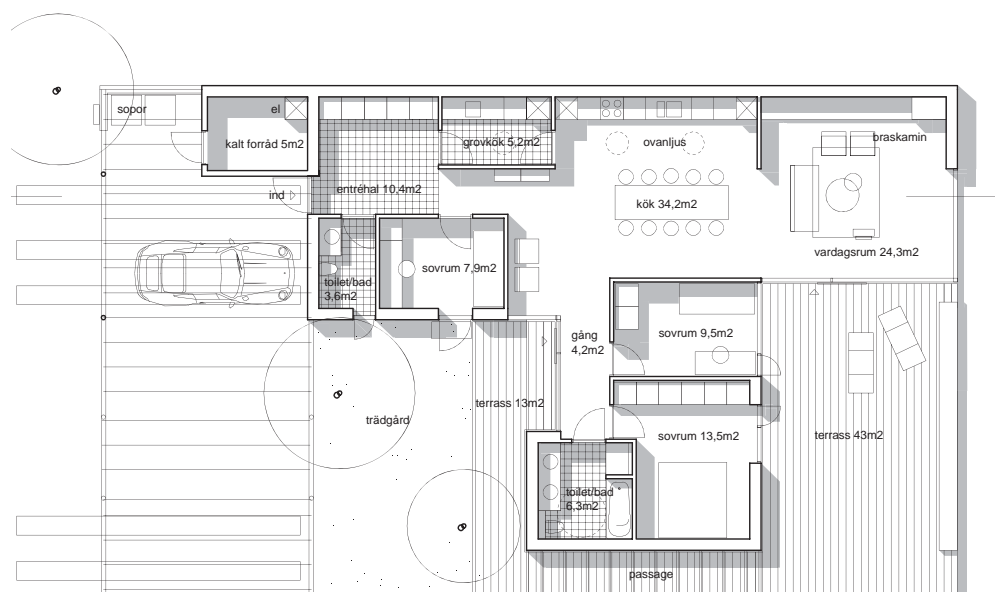 sopor
el
kalt förråd 5m2
grovkök 5,2m2
ovanljus
braskamin
ind
entréhal 10,4m2
kök 34,2m2
vardagsrum 24,3m2
toilet/bad
3,6m2
sovrum 7,9m2
gång
4,2m2
sovrum 9,5m2
terrass 13m2
trädgård
sovrum 13,5m2
terrass 43m2
toilet/bad
6,3m2
passage